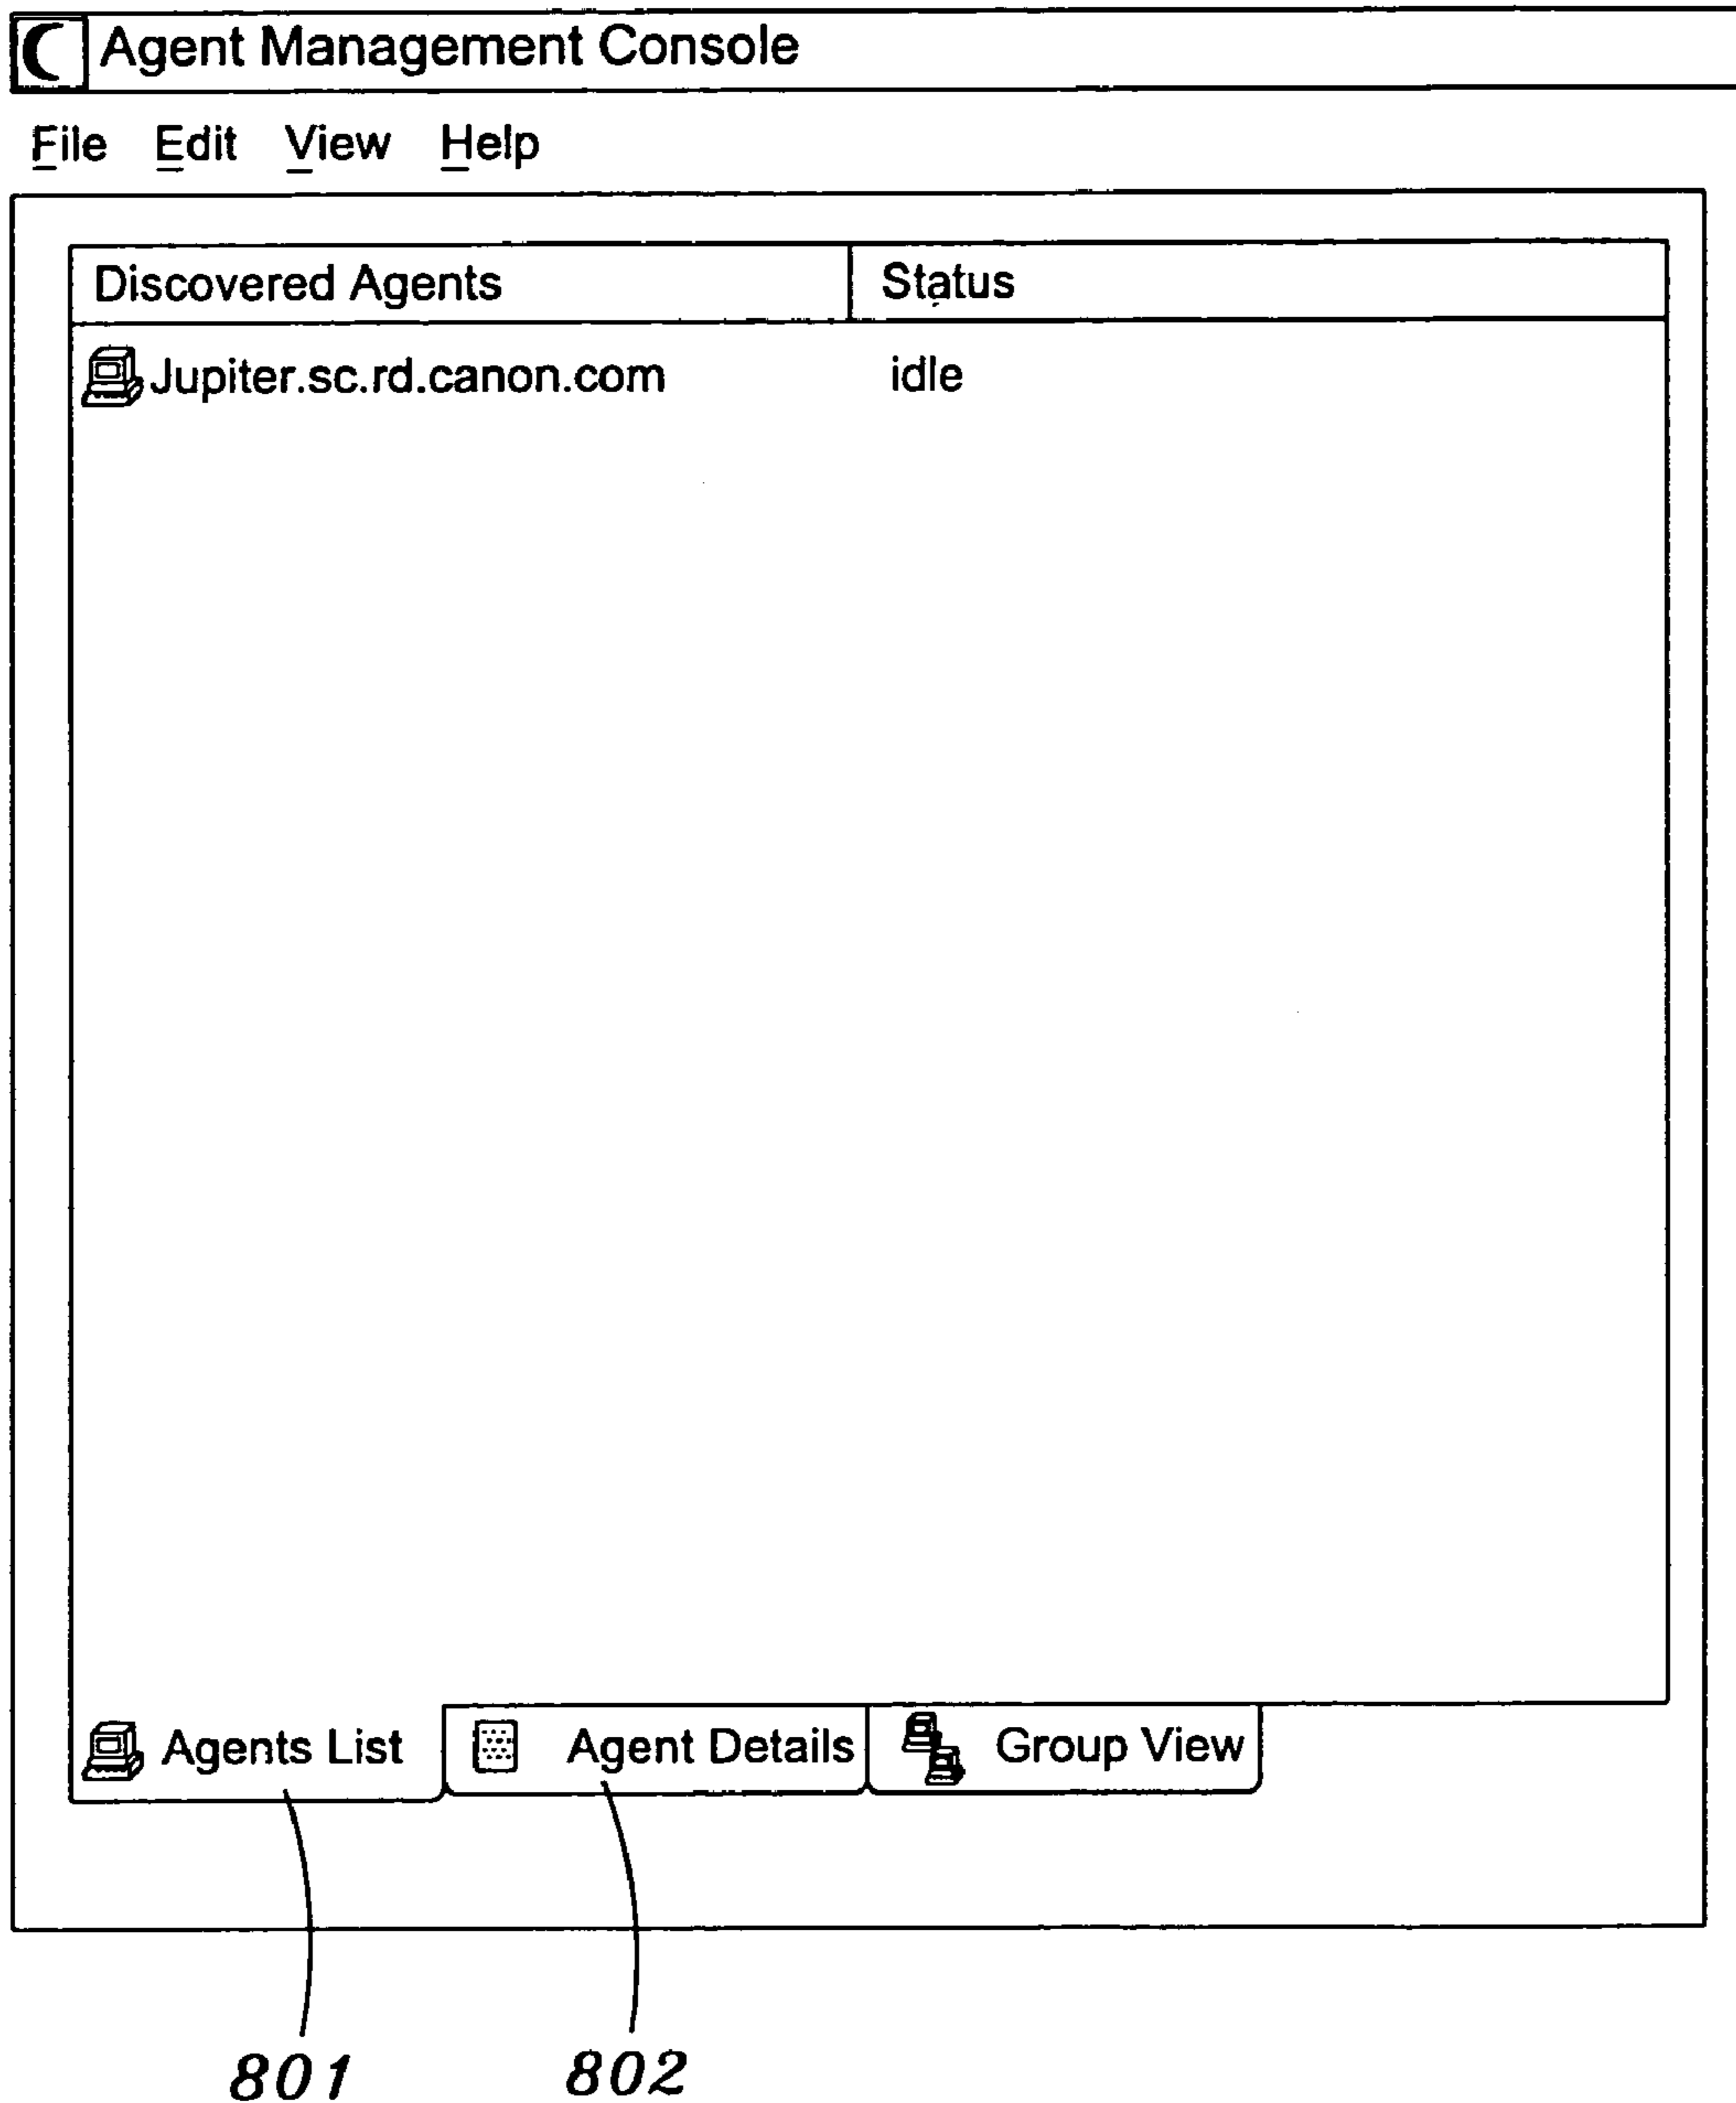 Agent Management Console
File Edit View Help
Discovered Agents Status
Jupiter.sc.rd.canon.com idle
Agents List Agent Details Group View
801 802